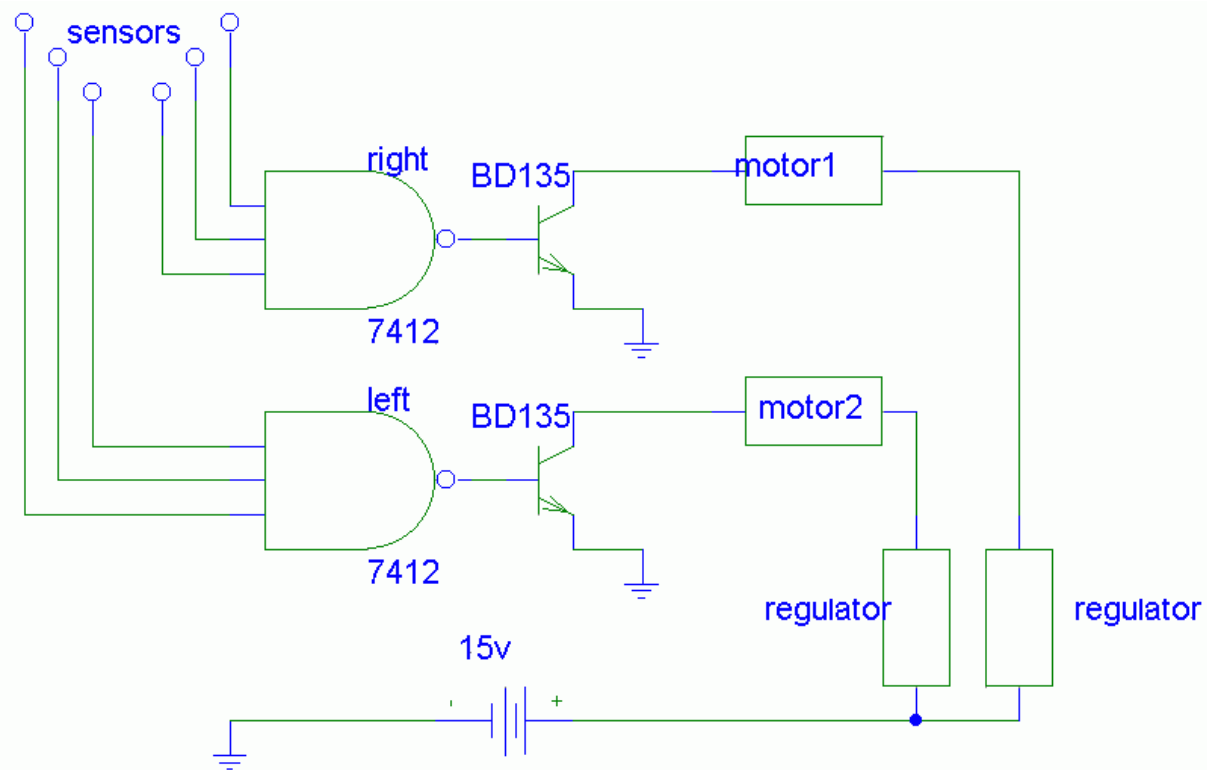 sensors
right
BD135
motor1
7412
left
BD135
motor2
7412
regulator
regulator
15v
- +